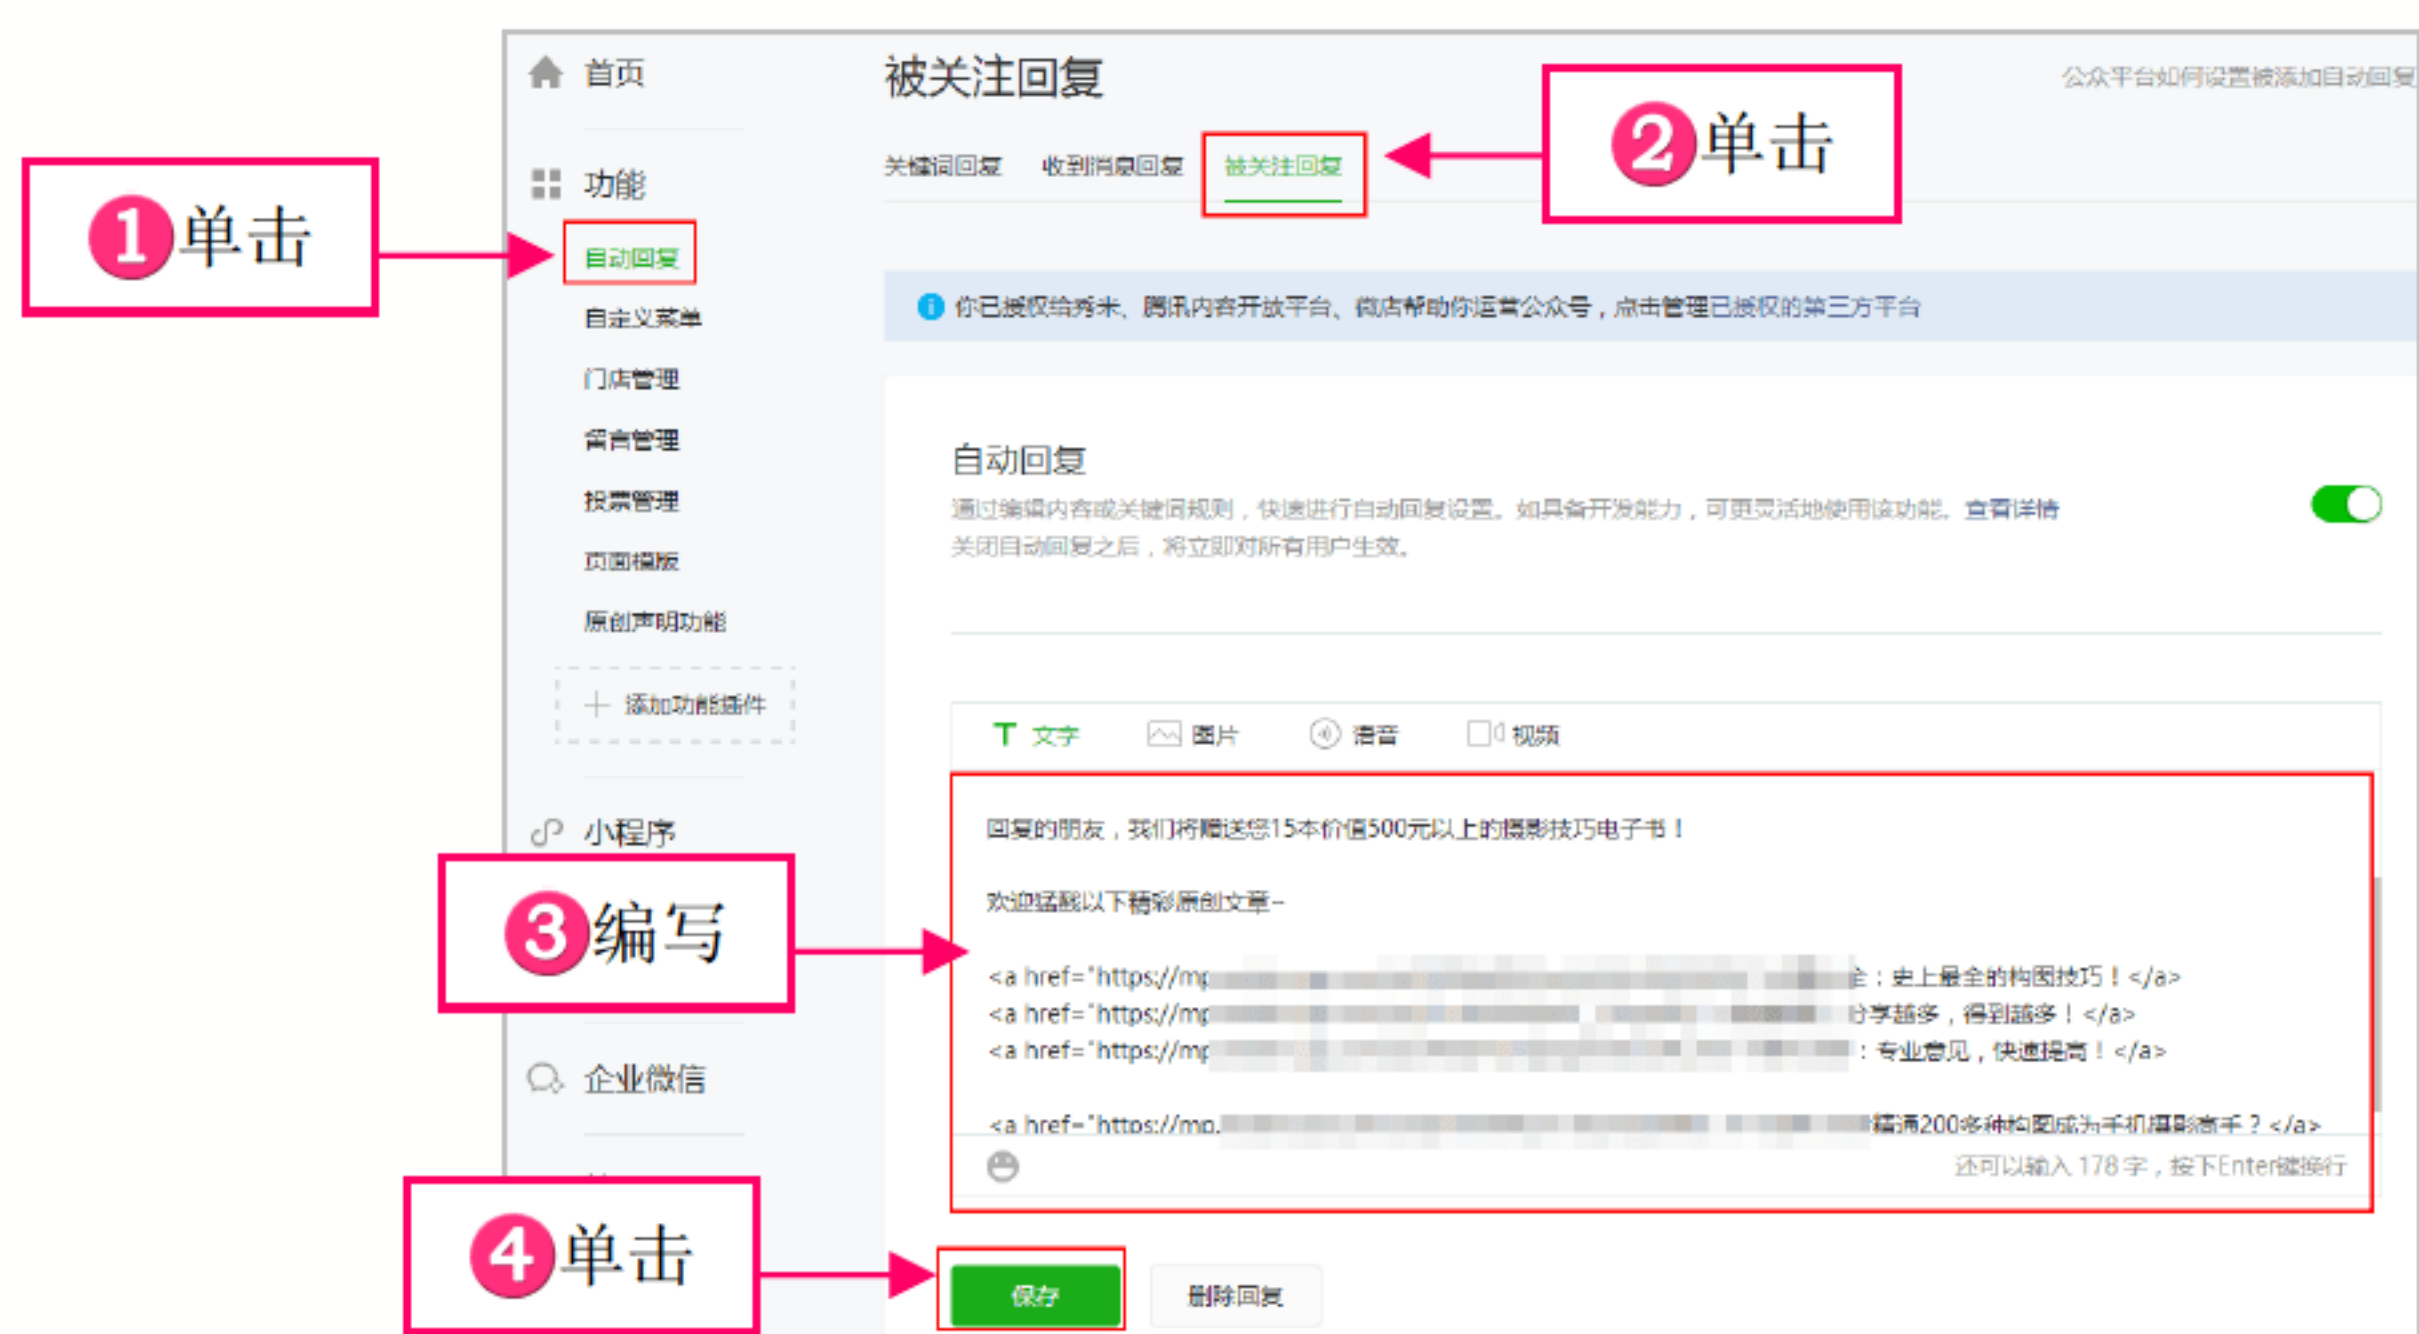 首页
功能
自动回复
自定义菜单
门店管理
留言管理
投票管理
页面模版
原创声明功能
添加功能插件
小程序
企业微信
❶单击
被关注回复
公众平台如何设置被添加自动回复
关键词回复 收到消息回复 被关注回复
❷单击
你已授权给秀米、腾讯内容开放平台、微店帮助你运营公众号，点击管理已授权的第三方平台
自动回复
通过编辑内容或关键词规则，快速进行自动回复设置。如具备开发能力，可更灵活地使用该功能。查看详情
关闭自动回复之后，将立即对所有用户生效。
文字 图片 语音 视频
❸编写
回复的朋友，我们将赠送您15本价值500元以上的摄影技巧电子书！
欢迎猛戳以下精彩原创文章--
<a href="https://mp 全：史上最全的构图技巧！</a>
<a href="https://mp 分享越多，得到越多！</a>
<a href="https://mp ：专业意见，快速提高！</a>
<a href="https://mp. 精通200多种构图成为手机摄影高手？</a>
还可以输入 178 字，按下Enter键换行
❹单击
保存 删除回复